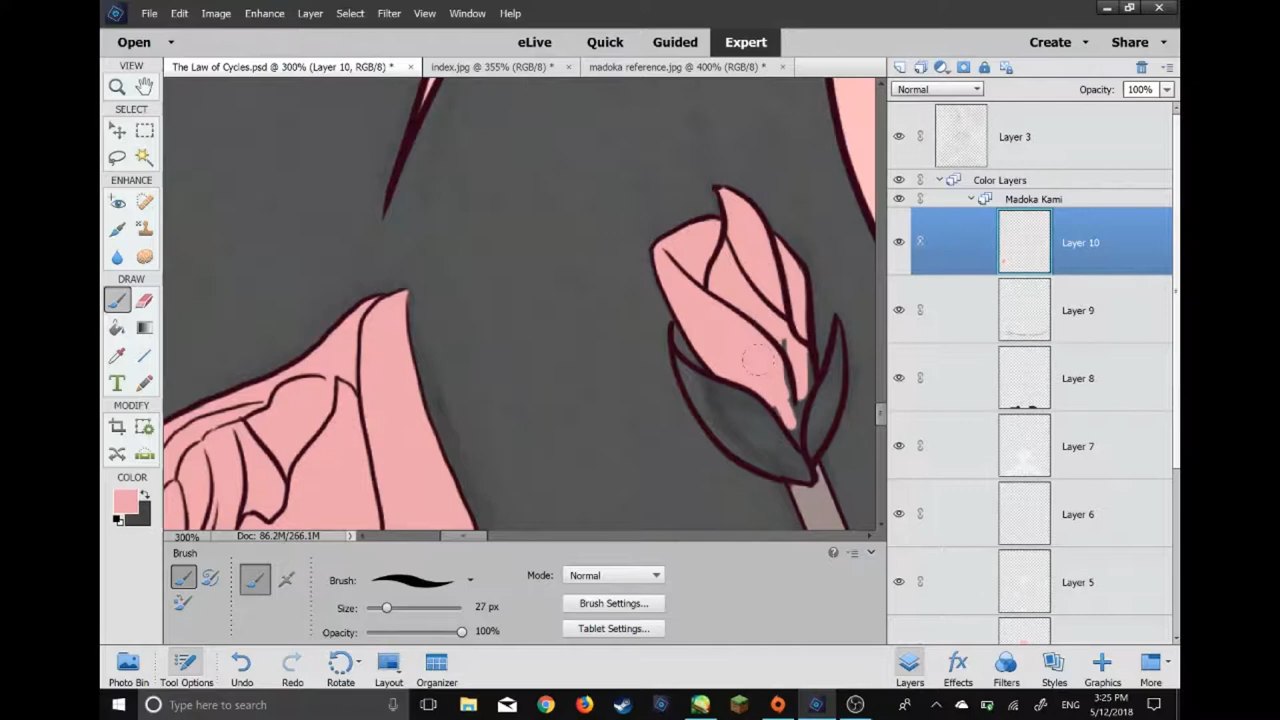 File Edit Image Enhance Layer Select Filter View Window Help
Open eLive Quick Guided Expert Create Share
VIEW
The Law of Cycles.psd @ 300% (Layer 10, RGB/8) * × index.jpg @ 355% (RGB/8) * × madoka reference.jpg @ 400% (RGB/8) * ×
Normal Opacity: 100%
SELECT
Layer 3
ENHANCE
Color Layers
Madoka Kami
Layer 10
DRAW
Layer 9
T
Layer 8
MODIFY
Layer 7
COLOR
Layer 6
300% Doc: 86.2M/266.1M
Brush
Brush: Mode: Normal
Layer 5
Size: 27 px Brush Settings...
Opacity: 100% Tablet Settings...
Photo Bin Tool Options Undo Redo Rotate Layout Organizer Layers Effects Filters Styles Graphics More
Type here to search
ENG
3:25 PM
5/12/2018